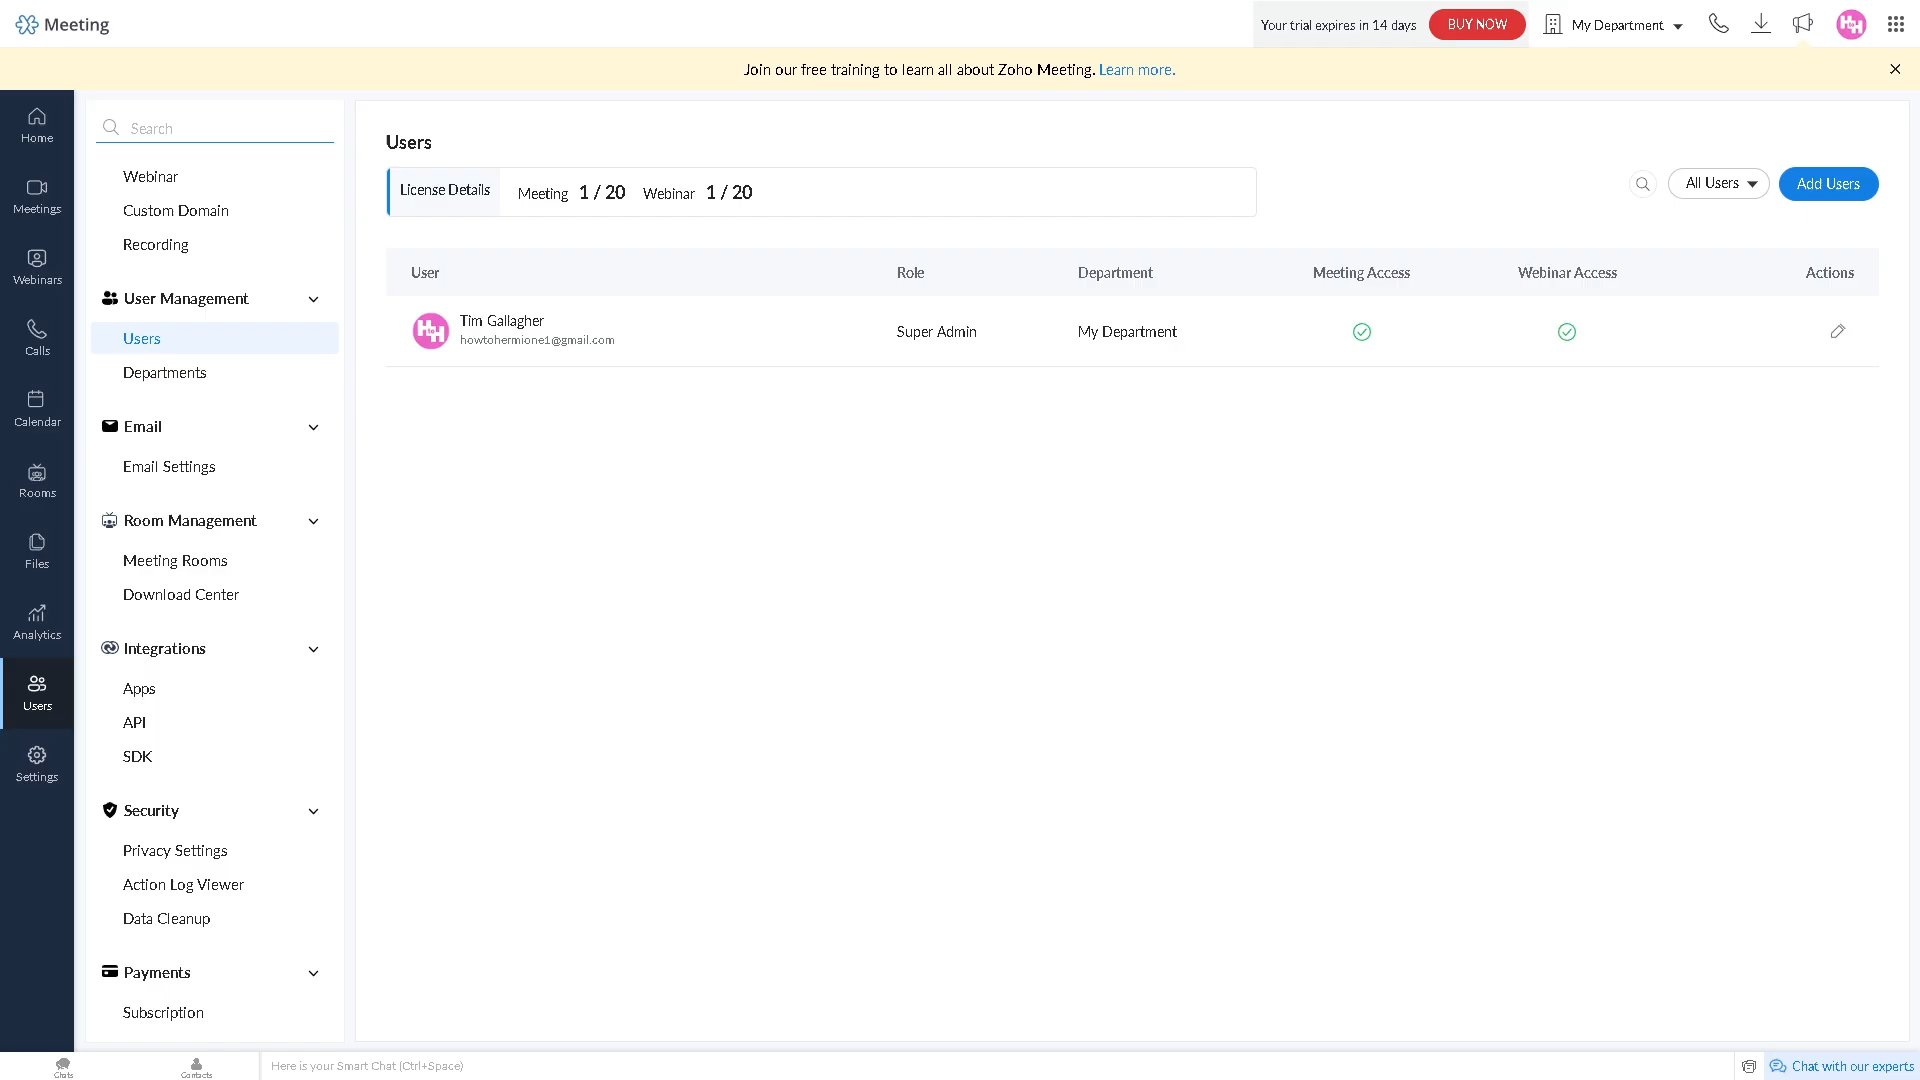 Meeting
Your trial expires in 14 days
BUY NOW
My Department
Join our free training to learn all about Zoho Meeting. Learn more.
Home
Meetings
Webinars
Calls
Calendar
Rooms
Files
Analytics
Users
Settings
Search
Webinar
Custom Domain
Recording
User Management
Users
Departments
Email
Email Settings
Room Management
Meeting Rooms
Download Center
Integrations
Apps
API
SDK
Security
Privacy Settings
Action Log Viewer
Data Cleanup
Payments
Subscription
Users
License Details
Meeting 1 / 20 Webinar 1 / 20
All Users
Add Users
User Role Department Meeting Access Webinar Access Actions
Tim Gallagher
howtohermione1@gmail.com
Super Admin
My Department
Chats
Contacts
Here is your Smart Chat (Ctrl+Space)
Chat with our experts